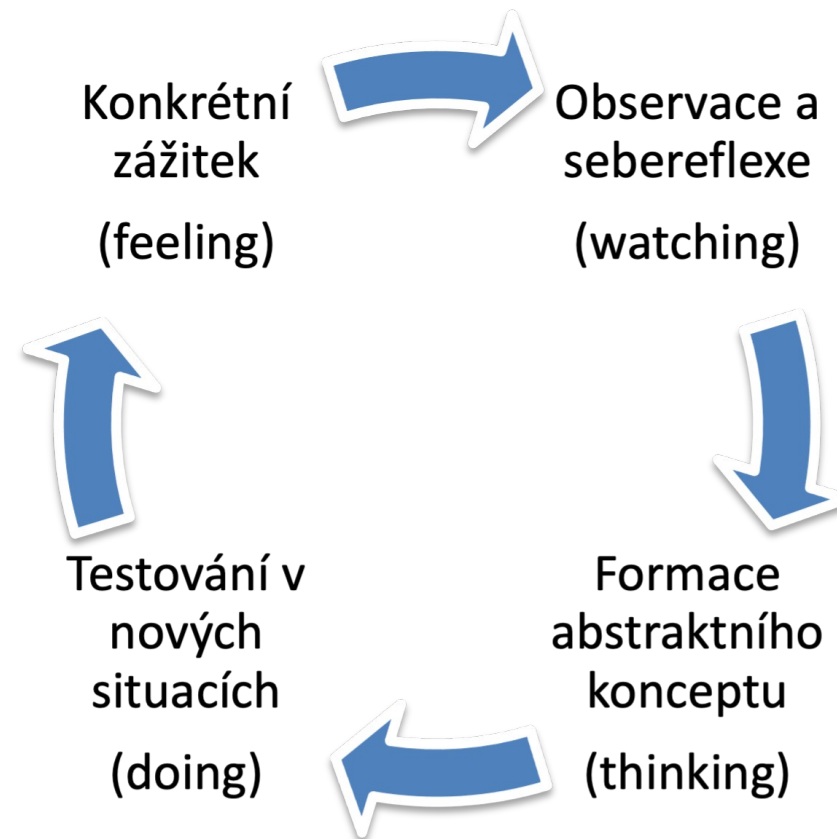 Konkrétní
zážitek
(feeling)
Observace a
sebereflexe
(watching)
Formace
abstraktního
konceptu
(thinking)
Testování v
nových
situacích
(doing)